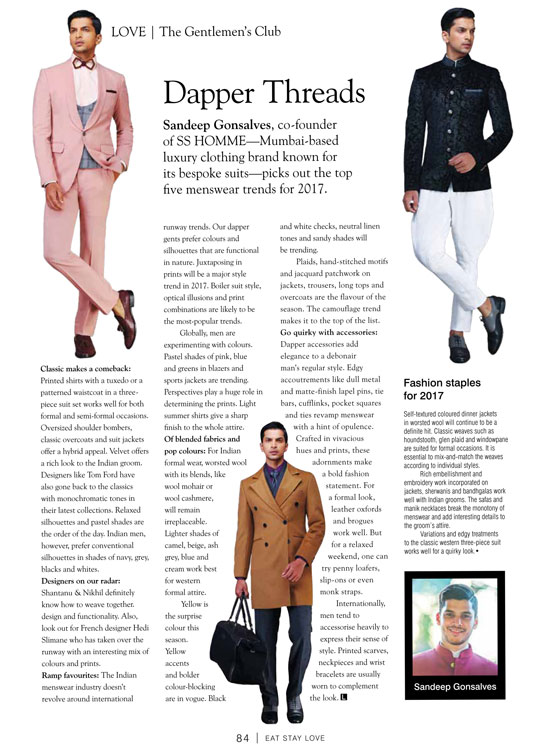 LOVE | The Gentlemen's Club
Dapper Threads
Sandeep Gonsalves, co-founder
of SS HOMME—Mumbai-based
luxury clothing brand known for
its bespoke suits—picks out the top
five menswear trends for 2017.
Classic makes a comeback:
Printed shirts with a tuxedo or a
patterned waistcoat in a three-
piece suit set works well for both
formal and semi-formal occasions.
Oversized shoulder bombers,
classic overcoats and suit jackets
offer a hybrid appeal. Velvet offers
a rich look to the Indian groom.
Designers like Tom Ford have
also gone back to the classics
with monochromatic tones in
their latest collections. Relaxed
silhouettes and pastel shades are
the order of the day. Indian men,
however, prefer conventional
silhouettes in shades of navy, grey,
blacks and whites.
Designers on our radar:
Shantanu & Nikhil definitely
know how to weave together.
design and functionality. Also,
look out for French designer Hedi
Slimane who has taken over the
runway with an interesting mix of
colours and prints.
Ramp favourites: The Indian
menswear industry doesn't
revolve around international
runway trends. Our dapper
gents prefer colours and
silhouettes that are functional
in nature. Juxtaposing in
prints will be a major style
trend in 2017. Boiler suit style,
optical illusions and print
combinations are likely to be
the most-popular trends.
Globally, men are
experimenting with colours.
Pastel shades of pink, blue
and greens in blazers and
sports jackets are trending.
Perspectives play a huge role in
determining the prints. Light
summer shirts give a sharp
finish to the whole attire.
Of blended fabrics and
pop colours: For Indian
formal wear, worsted wool
with its blends, like
wool mohair or
wool cashmere,
will remain
irreplaceable.
Lighter shades of
camel, beige, ash
grey, blue and
cream work best
for western
formal attire.
Yellow is
the surprise
colour this
season.
Yellow
accents
and bolder
colour-blocking
are in vogue. Black
and white checks, neutral linen
tones and sandy shades will
be trending.
Plaids, hand-stitched motifs
and jacquard patchwork on
jackets, trousers, long tops and
overcoats are the flavour of the
season. The camouflage trend
makes it to the top of the list.
Go quirky with accessories:
Dapper accessories add
elegance to a debonair
man's regular style. Edgy
accoutrements like dull metal
and matte-finish lapel pins, tie
bars, cufflinks, pocket squares
and ties revamp menswear
with a hint of opulence.
Crafted in vivacious
hues and prints, these
adornments make
a bold fashion
statement. For
a formal look,
leather oxfords
and brogues
work well. But
for a relaxed
weekend, one can
try penny loafers,
slip-ons or even
monk straps.
Internationally,
men tend to
accessorise heavily to
express their sense of
style. Printed scarves,
neckpieces and wrist
bracelets are usually
worn to complement
the look. L
Fashion staples
for 2017
Self-textured coloured dinner jackets
in worsted wool will continue to be a
definite hit. Classic weaves such as
houndstooth, glen plaid and windowpane
are suited for formal occasions. It is
essential to mix-and-match the weaves
according to individual styles.
Rich embellishment and
embroidery work incorporated on
jackets, sherwanis and bandhgalas work
well with Indian grooms. The safas and
manik necklaces break the monotony of
menswear and add interesting details to
the groom's attire.
Variations and edgy treatments
to the classic western three-piece suit
works well for a quirky look. •
Sandeep Gonsalves
84 | EAT STAY LOVE